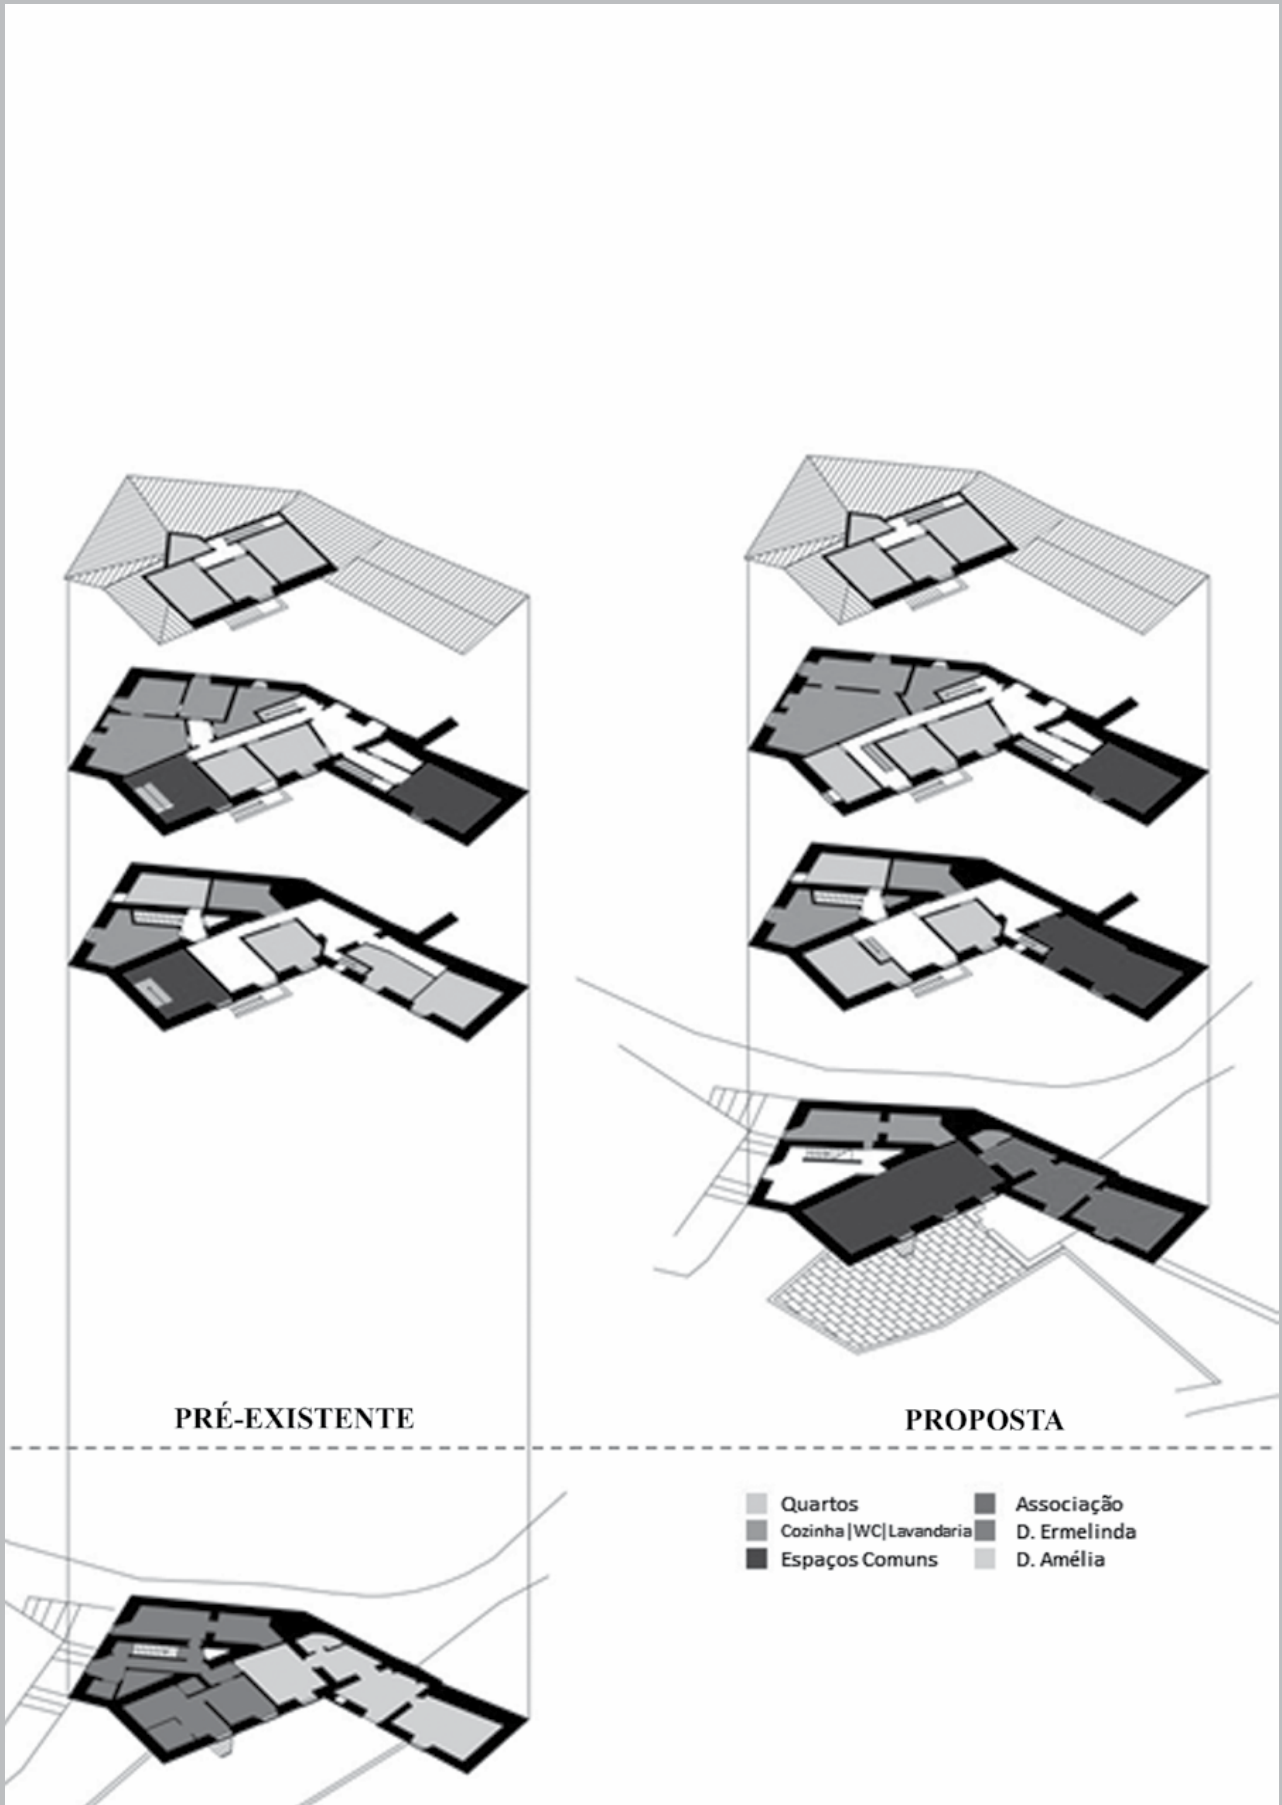 PRÉ-EXISTENTE
PROPOSTA
Quartos
Cozinha|WC|Lavandaria
Espaços Comuns
Associação
D. Ermelinda
D. Amélia